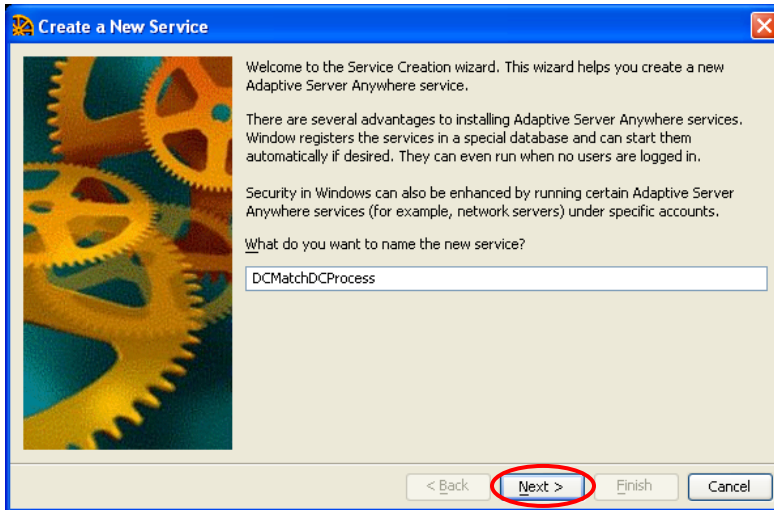 Create a New Service
Welcome to the Service Creation wizard. This wizard helps you create a new
Adaptive Server Anywhere service.
There are several advantages to installing Adaptive Server Anywhere services.
Window registers the services in a special database and can start them
automatically if desired. They can even run when no users are logged in.
Security in Windows can also be enhanced by running certain Adaptive Server
Anywhere services (for example, network servers) under specific accounts.
What do you want to name the new service?
DCMatchDCProcess
< Back Next > Finish Cancel